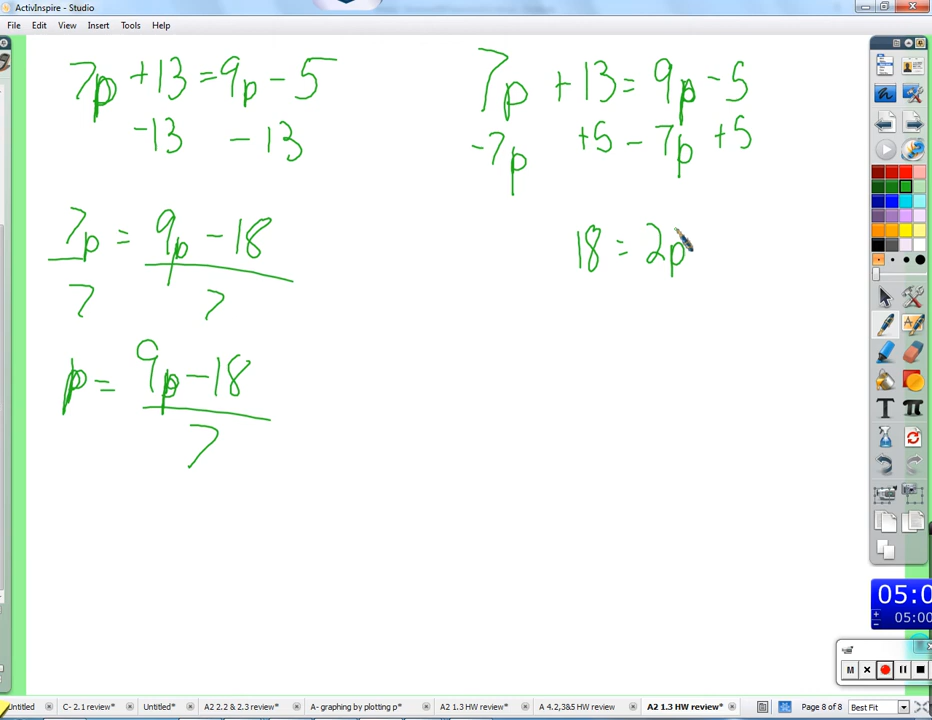 ActivInspire - Studio
File Edit View Insert Tools Help
7p +13 = 9p - 5
-13 - 13
7p = 9p - 18
7 7
p = 9p - 18
7
7p +13 = 9p - 5
-7p +5 - 7p +5
18 = 2p
T π
05:0
05:00
M
ntitled C- 2.1 review* Untitled* A2 2.2 & 2.3 review* A- graphing by plotting p* A2 1.3 HW review* A 4.2,3&5 HW review A2 1.3 HW review* Page 8 of 8 Best Fit